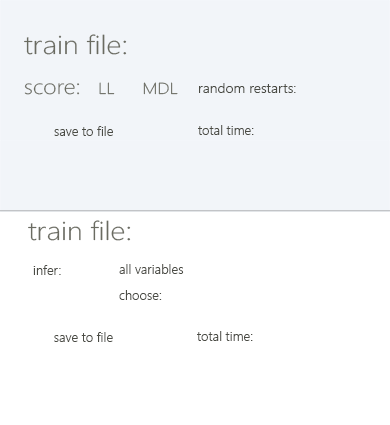 train file:
score: LL MDL random restarts:
save to file total time:
train file:
infer: all variables
choose:
save to file total time: